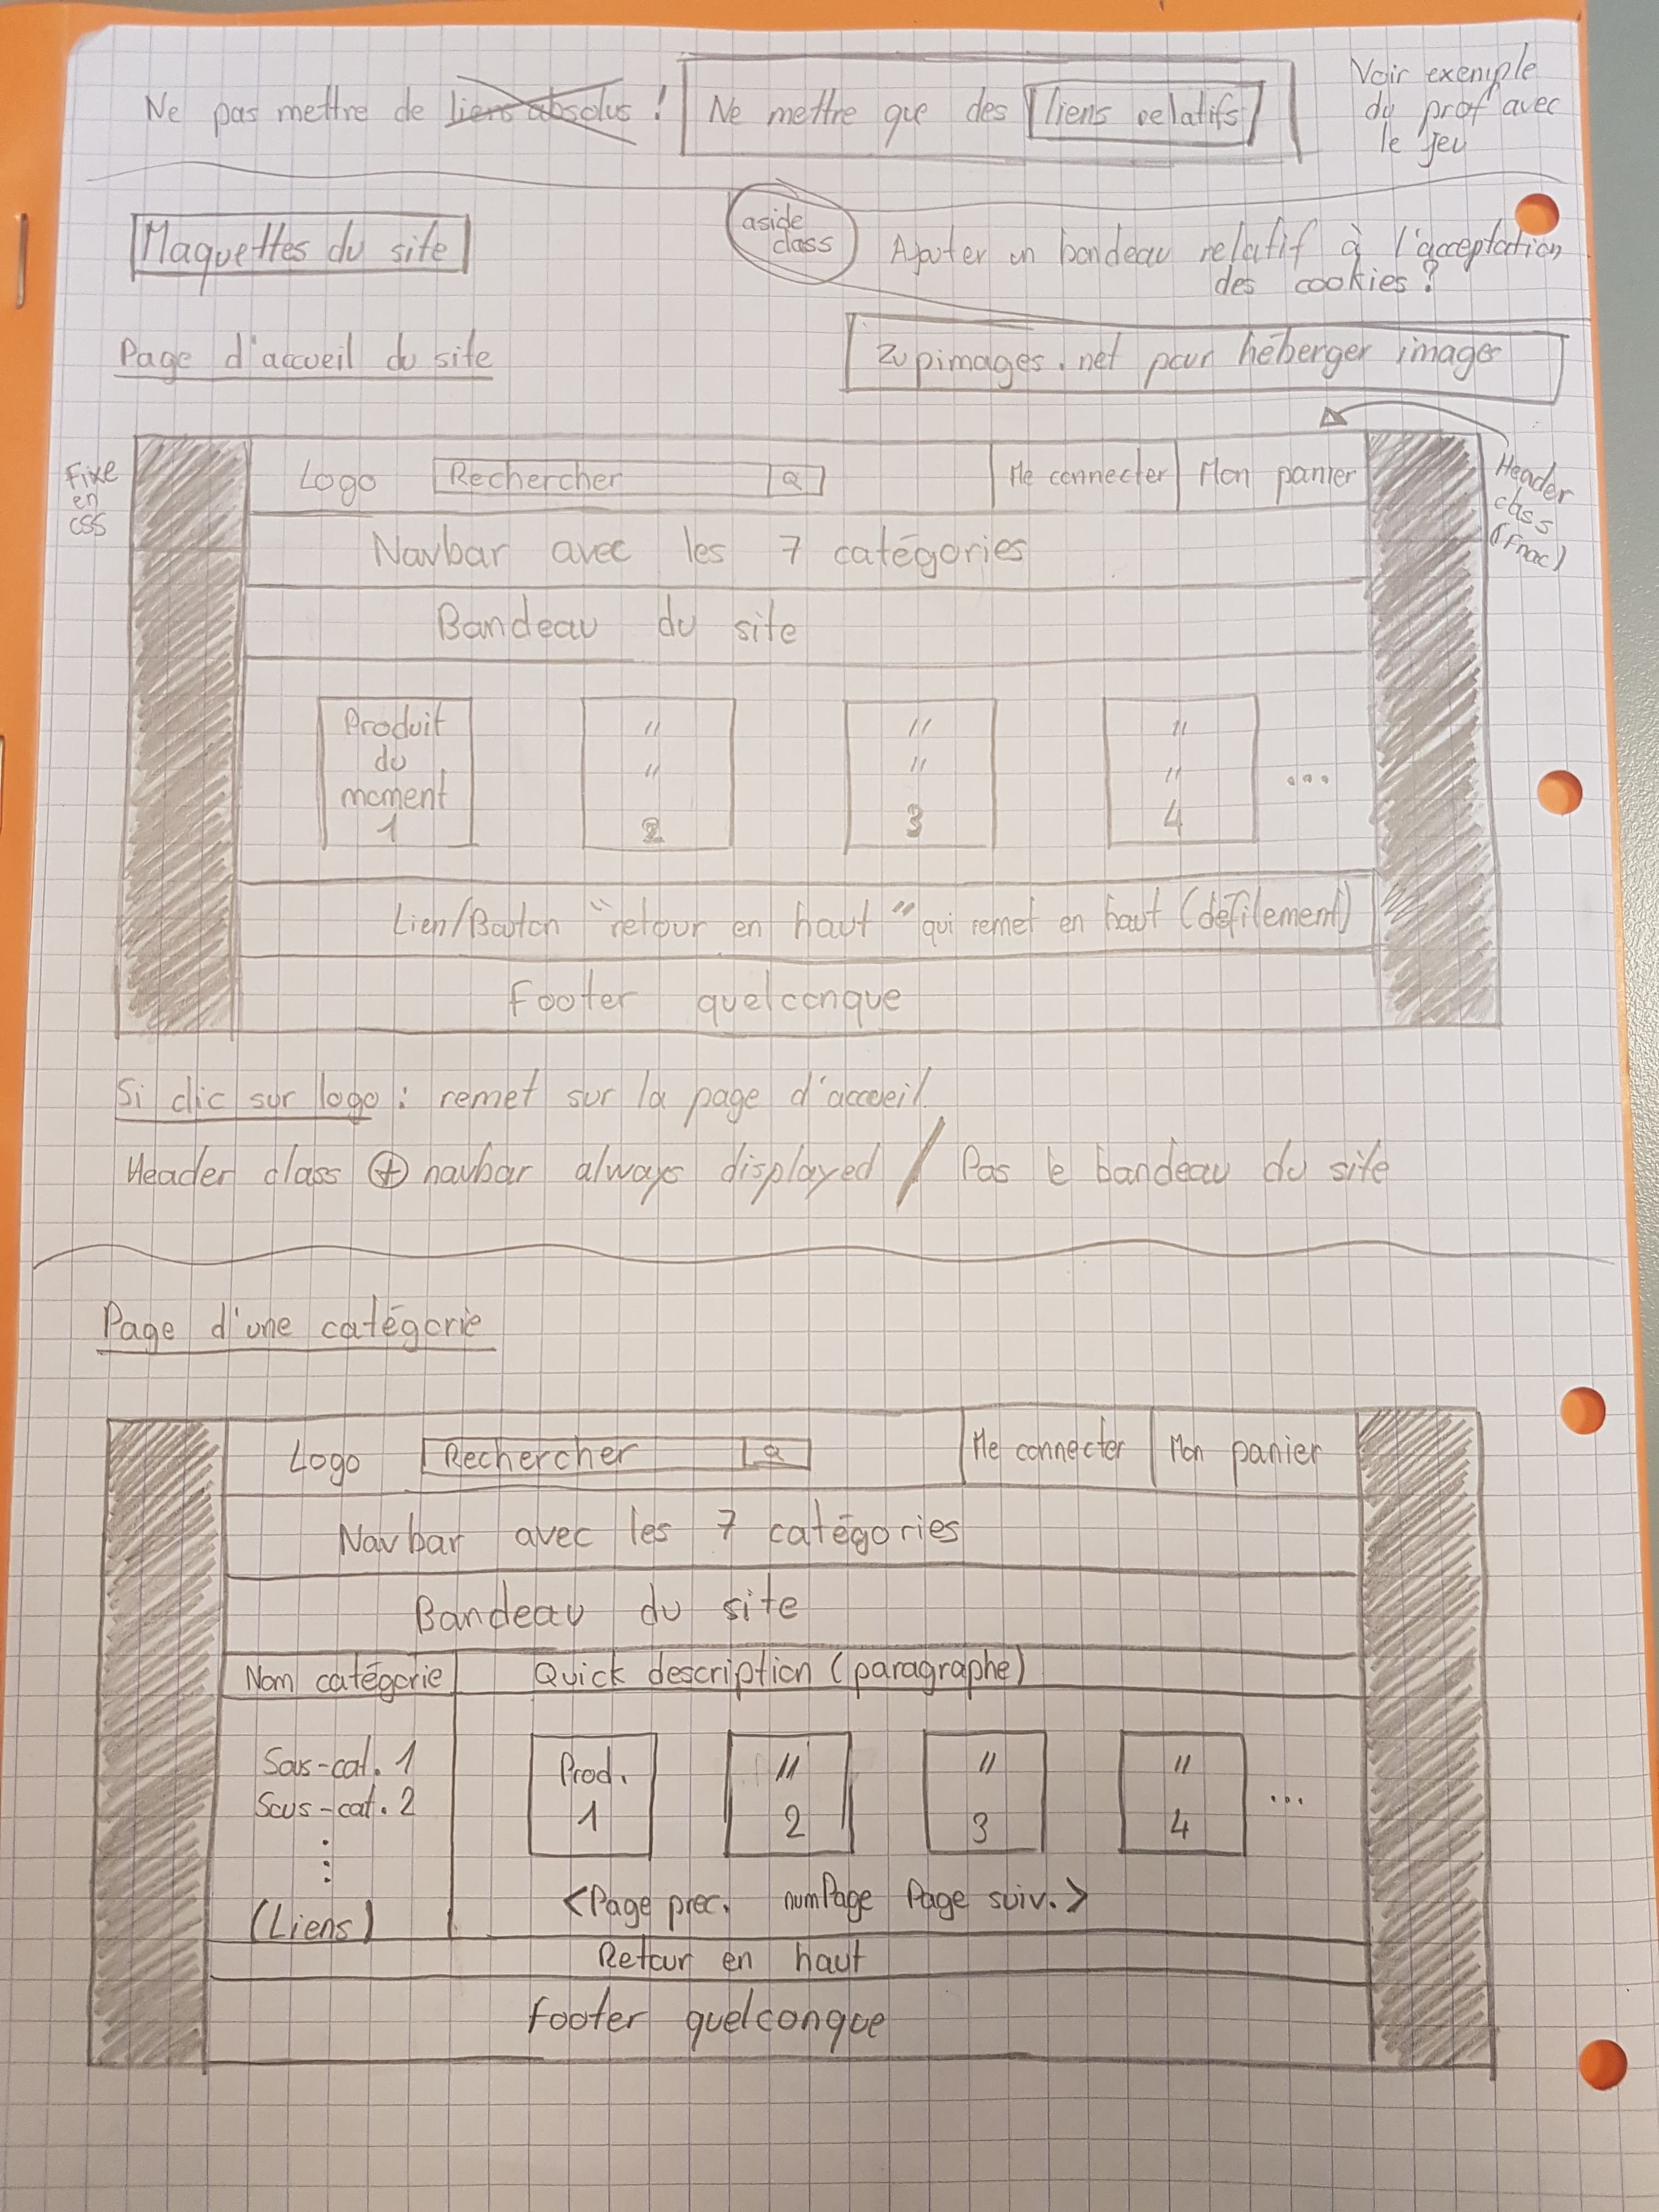 Ne pas mettre de liens absolus !
Ne mettre que des liens relatifs
Voir exemple
du prof avec
le jeu
Maquettes du site
aside
class
Ajouter un bandeau relatif à l'acceptation
des cookies ?
Page d'accueil du site
Zupimages.net pour héberger images
Fixe
en
CSS
Logo
Rechercher
Me connecter
Mon panier
Header
class
(Fnac)
Navbar avec les 7 catégories
Bandeau du site
Produit
du
moment
1
"
"
2
"
"
3
"
"
4
...
Lien/Bouton "retour en haut" qui remet en haut (défilement)
Footer quelconque
Si clic sur logo : remet sur la page d'accueil
Header class + navbar always displayed / Pas le bandeau du site
Page d'une catégorie
Logo
Rechercher
Me connecter
Mon panier
Navbar avec les 7 catégories
Bandeau du site
Nom catégorie
Quick description (paragraphe)
Sous-cat. 1
Sous-cat. 2
(Liens)
Prod.
1
"
2
"
3
"
4
...
<Page prec. numPage Page suiv.>
Retour en haut
Footer quelconque